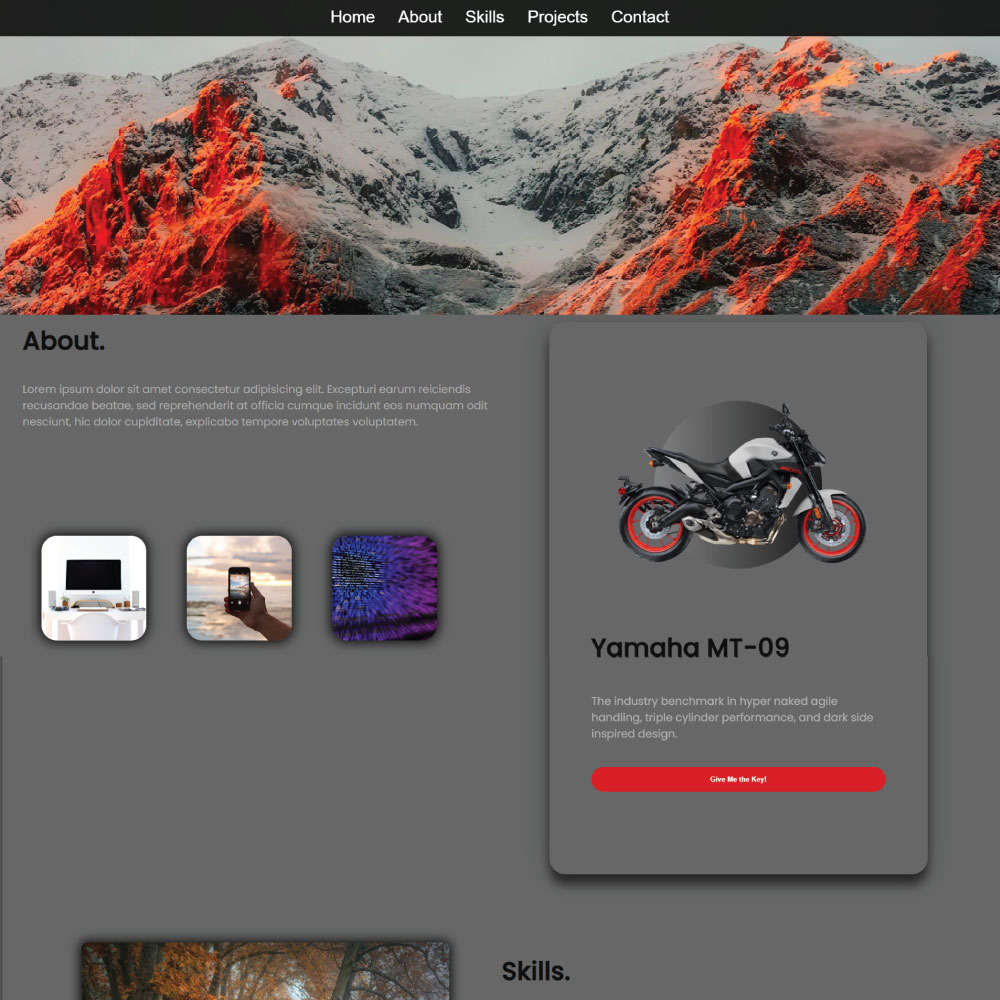 Home About Skills Projects Contact
About.
Lorem ipsum dolor sit amet consectetur adipisicing elit. Excepturi earum reiciendis
recusandae beatae, sed reprehenderit at officia cumque incidunt eos numquam odit
nesciunt, hic dolor cupiditate, explicabo tempore voluptates voluptatem.
Yamaha MT-09
The industry benchmark in hyper naked agile
handling, triple cylinder performance, and dark side
inspired design.
Give Me the Key!
Skills.